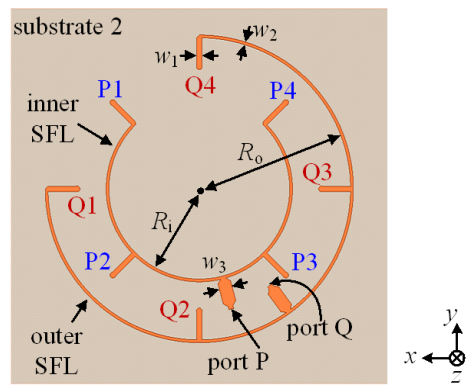 substrate 2
w₂
w₁
Q4
P1
P4
inner
SFL
Rₒ
Q3
Q1
Rᵢ
P2
w₃
P3
Q2
port Q
outer
SFL
port P
y
x
z